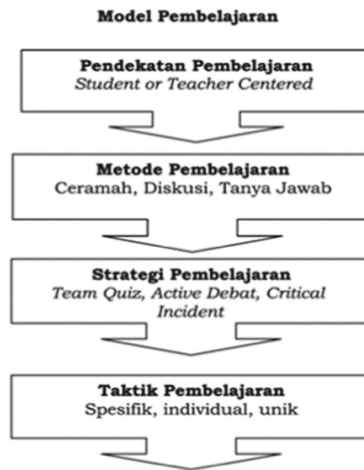 Model Pembelajaran
Pendekatan Pembelajaran
Student or Teacher Centered
Metode Pembelajaran
Ceramah, Diskusi, Tanya Jawab
Strategi Pembelajaran
Team Quiz, Active Debat, Critical
Incident
Taktik Pembelajaran
Spesifik, individual, unik